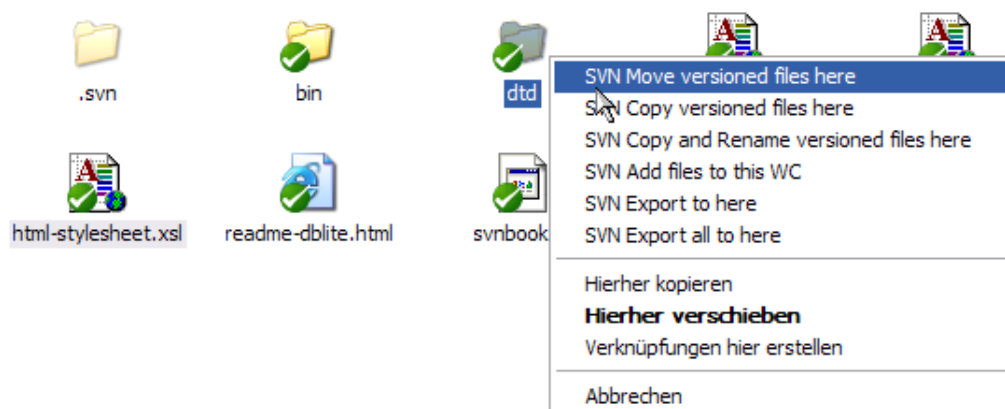 .svn
bin
dtd
html-stylesheet.xsl
readme-dblite.html
svnbook
SVN Move versioned files here
SVN Copy versioned files here
SVN Copy and Rename versioned files here
SVN Add files to this WC
SVN Export to here
SVN Export all to here
Hierher kopieren
Hierher verschieben
Verknüpfungen hier erstellen
Abbrechen